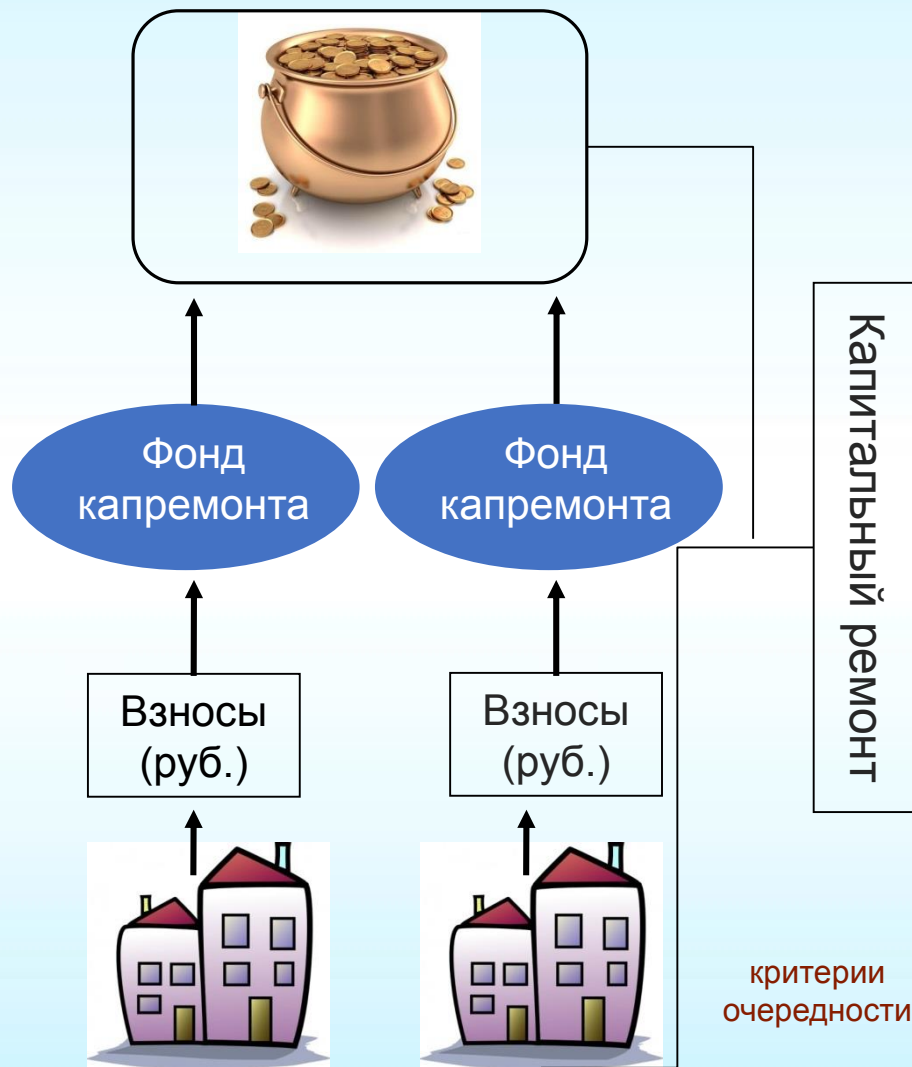 Фонд
капремонта
Фонд
капремонта
Капитальный ремонт
Взносы
(руб.)
Взносы
(руб.)
критерии
очередности